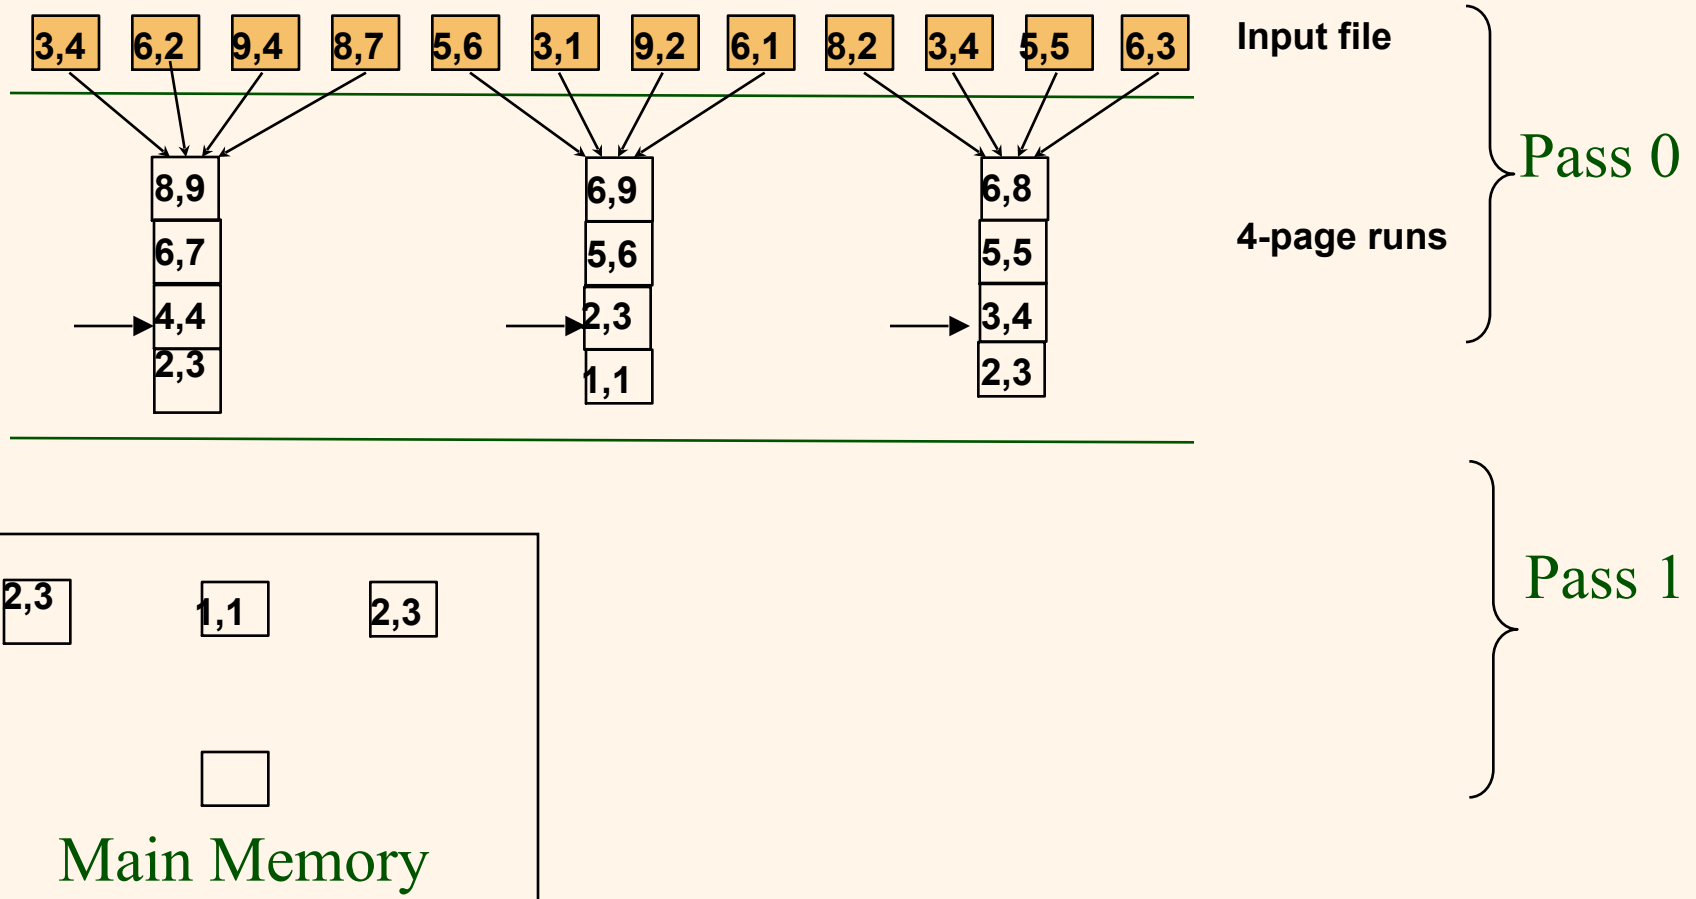 3,4 6,2 9,4 8,7 5,6 3,1 9,2 6,1 8,2 3,4 5,5 6,3 Input file
Pass 0
8,9 6,9 6,8
6,7 5,6 5,5 4-page runs
4,4 2,3 3,4
2,3 1,1 2,3
Pass 1
2,3 1,1 2,3
Main Memory